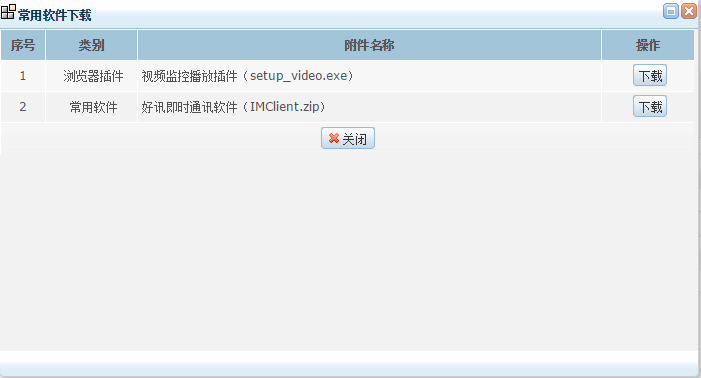 常用软件下载
序号 类别 附件名称 操作
1 浏览器插件 视频监控播放插件（setup_video.exe） 下载
2 常用软件 好讯即时通讯软件（IMClient.zip） 下载
关闭